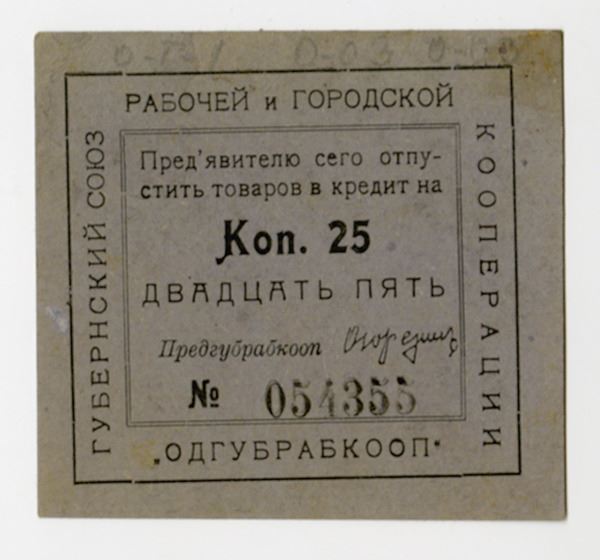 ГУБЕРНСКИЙ СОЮЗ
РАБОЧЕЙ и ГОРОДСКОЙ
КООПЕРАЦИИ
Пред'явителю сего отпу-
стить товаров в кредит на
Коп. 25
ДВАДЦАТЬ ПЯТЬ
Предгубрабкооп
№ 054355
„ОДГУБРАБКООП"